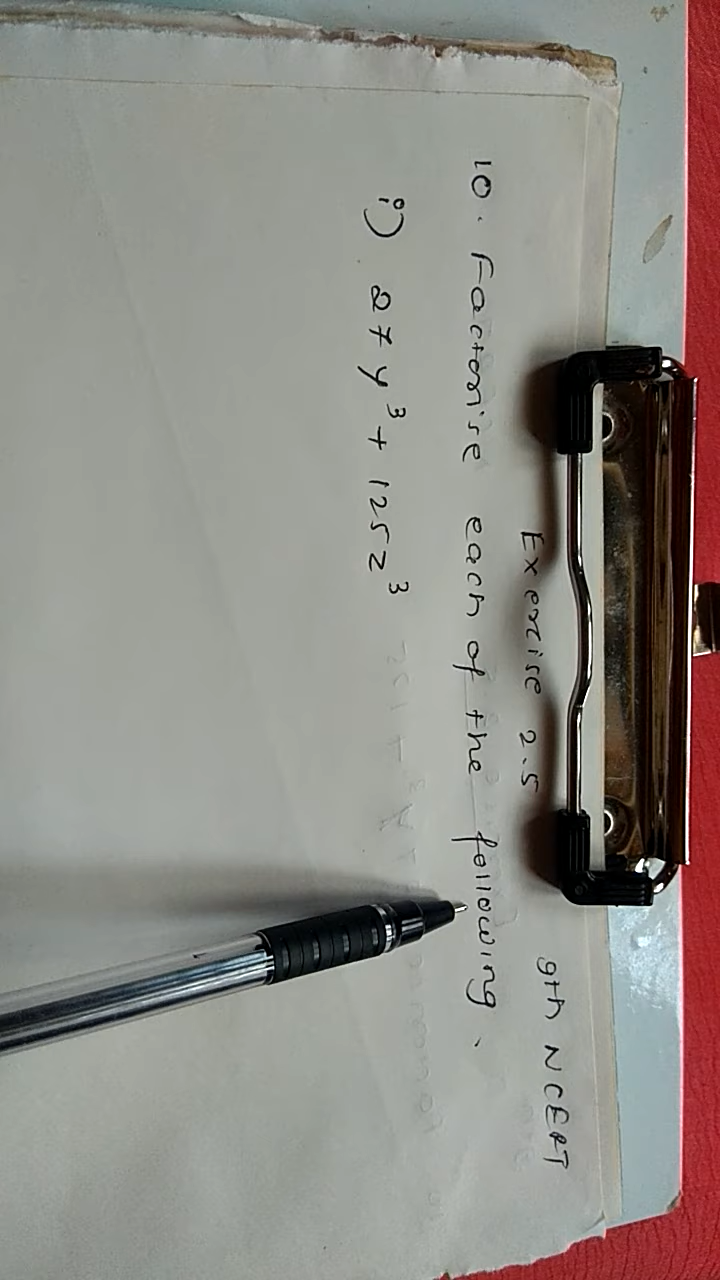 9th NCERT
Exercise 2.5
10. Factorise each of the following.
i) 27y³ + 125z³